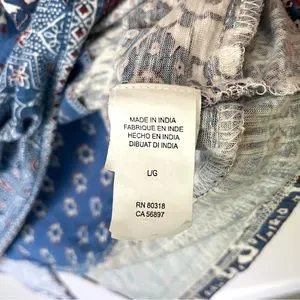 MADE IN INDIA
FABRIQUE EN INDE
HECHO EN INDIA
DIBUAT DI INDIA
L/G
RN 80318
CA 56897